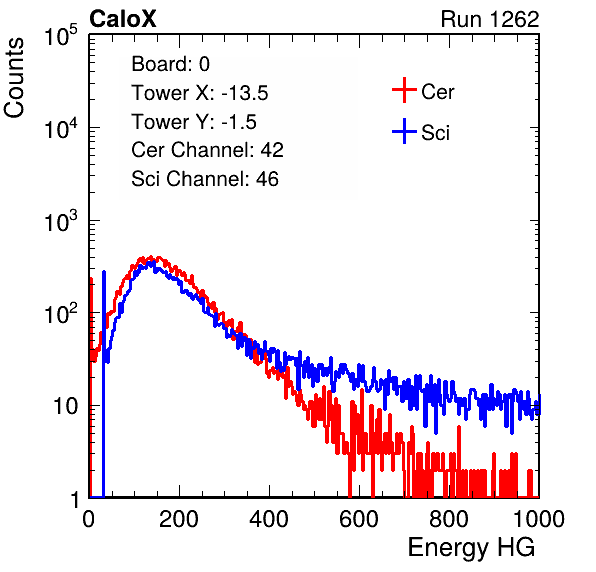 CaloX Run 1262
Counts
Board: 0
Tower X: -13.5
Tower Y: -1.5
Cer Channel: 42
Sci Channel: 46
Cer
Sci
10^5
10^4
10^3
10^2
10
1
0 200 400 600 800 1000
Energy HG